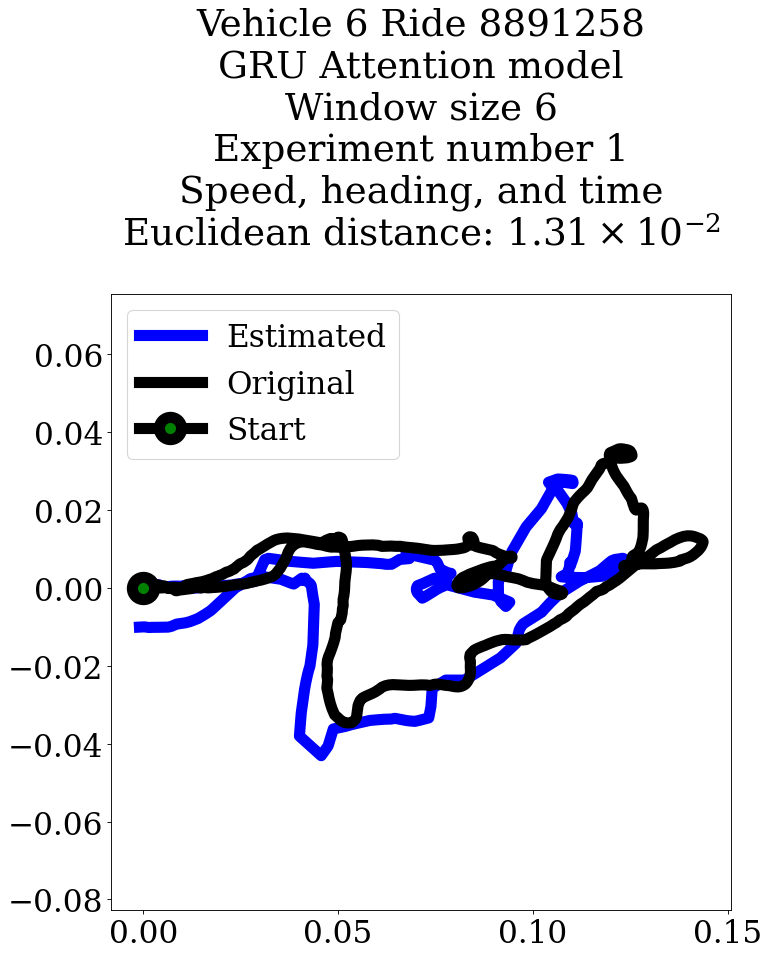 Vehicle 6 Ride 8891258
GRU Attention model
Window size 6
Experiment number 1
Speed, heading, and time
Euclidean distance: 1.31 × 10⁻²
Estimated
Original
Start
0.06
0.04
0.02
0.00
−0.02
−0.04
−0.06
−0.08
0.00 0.05 0.10 0.15